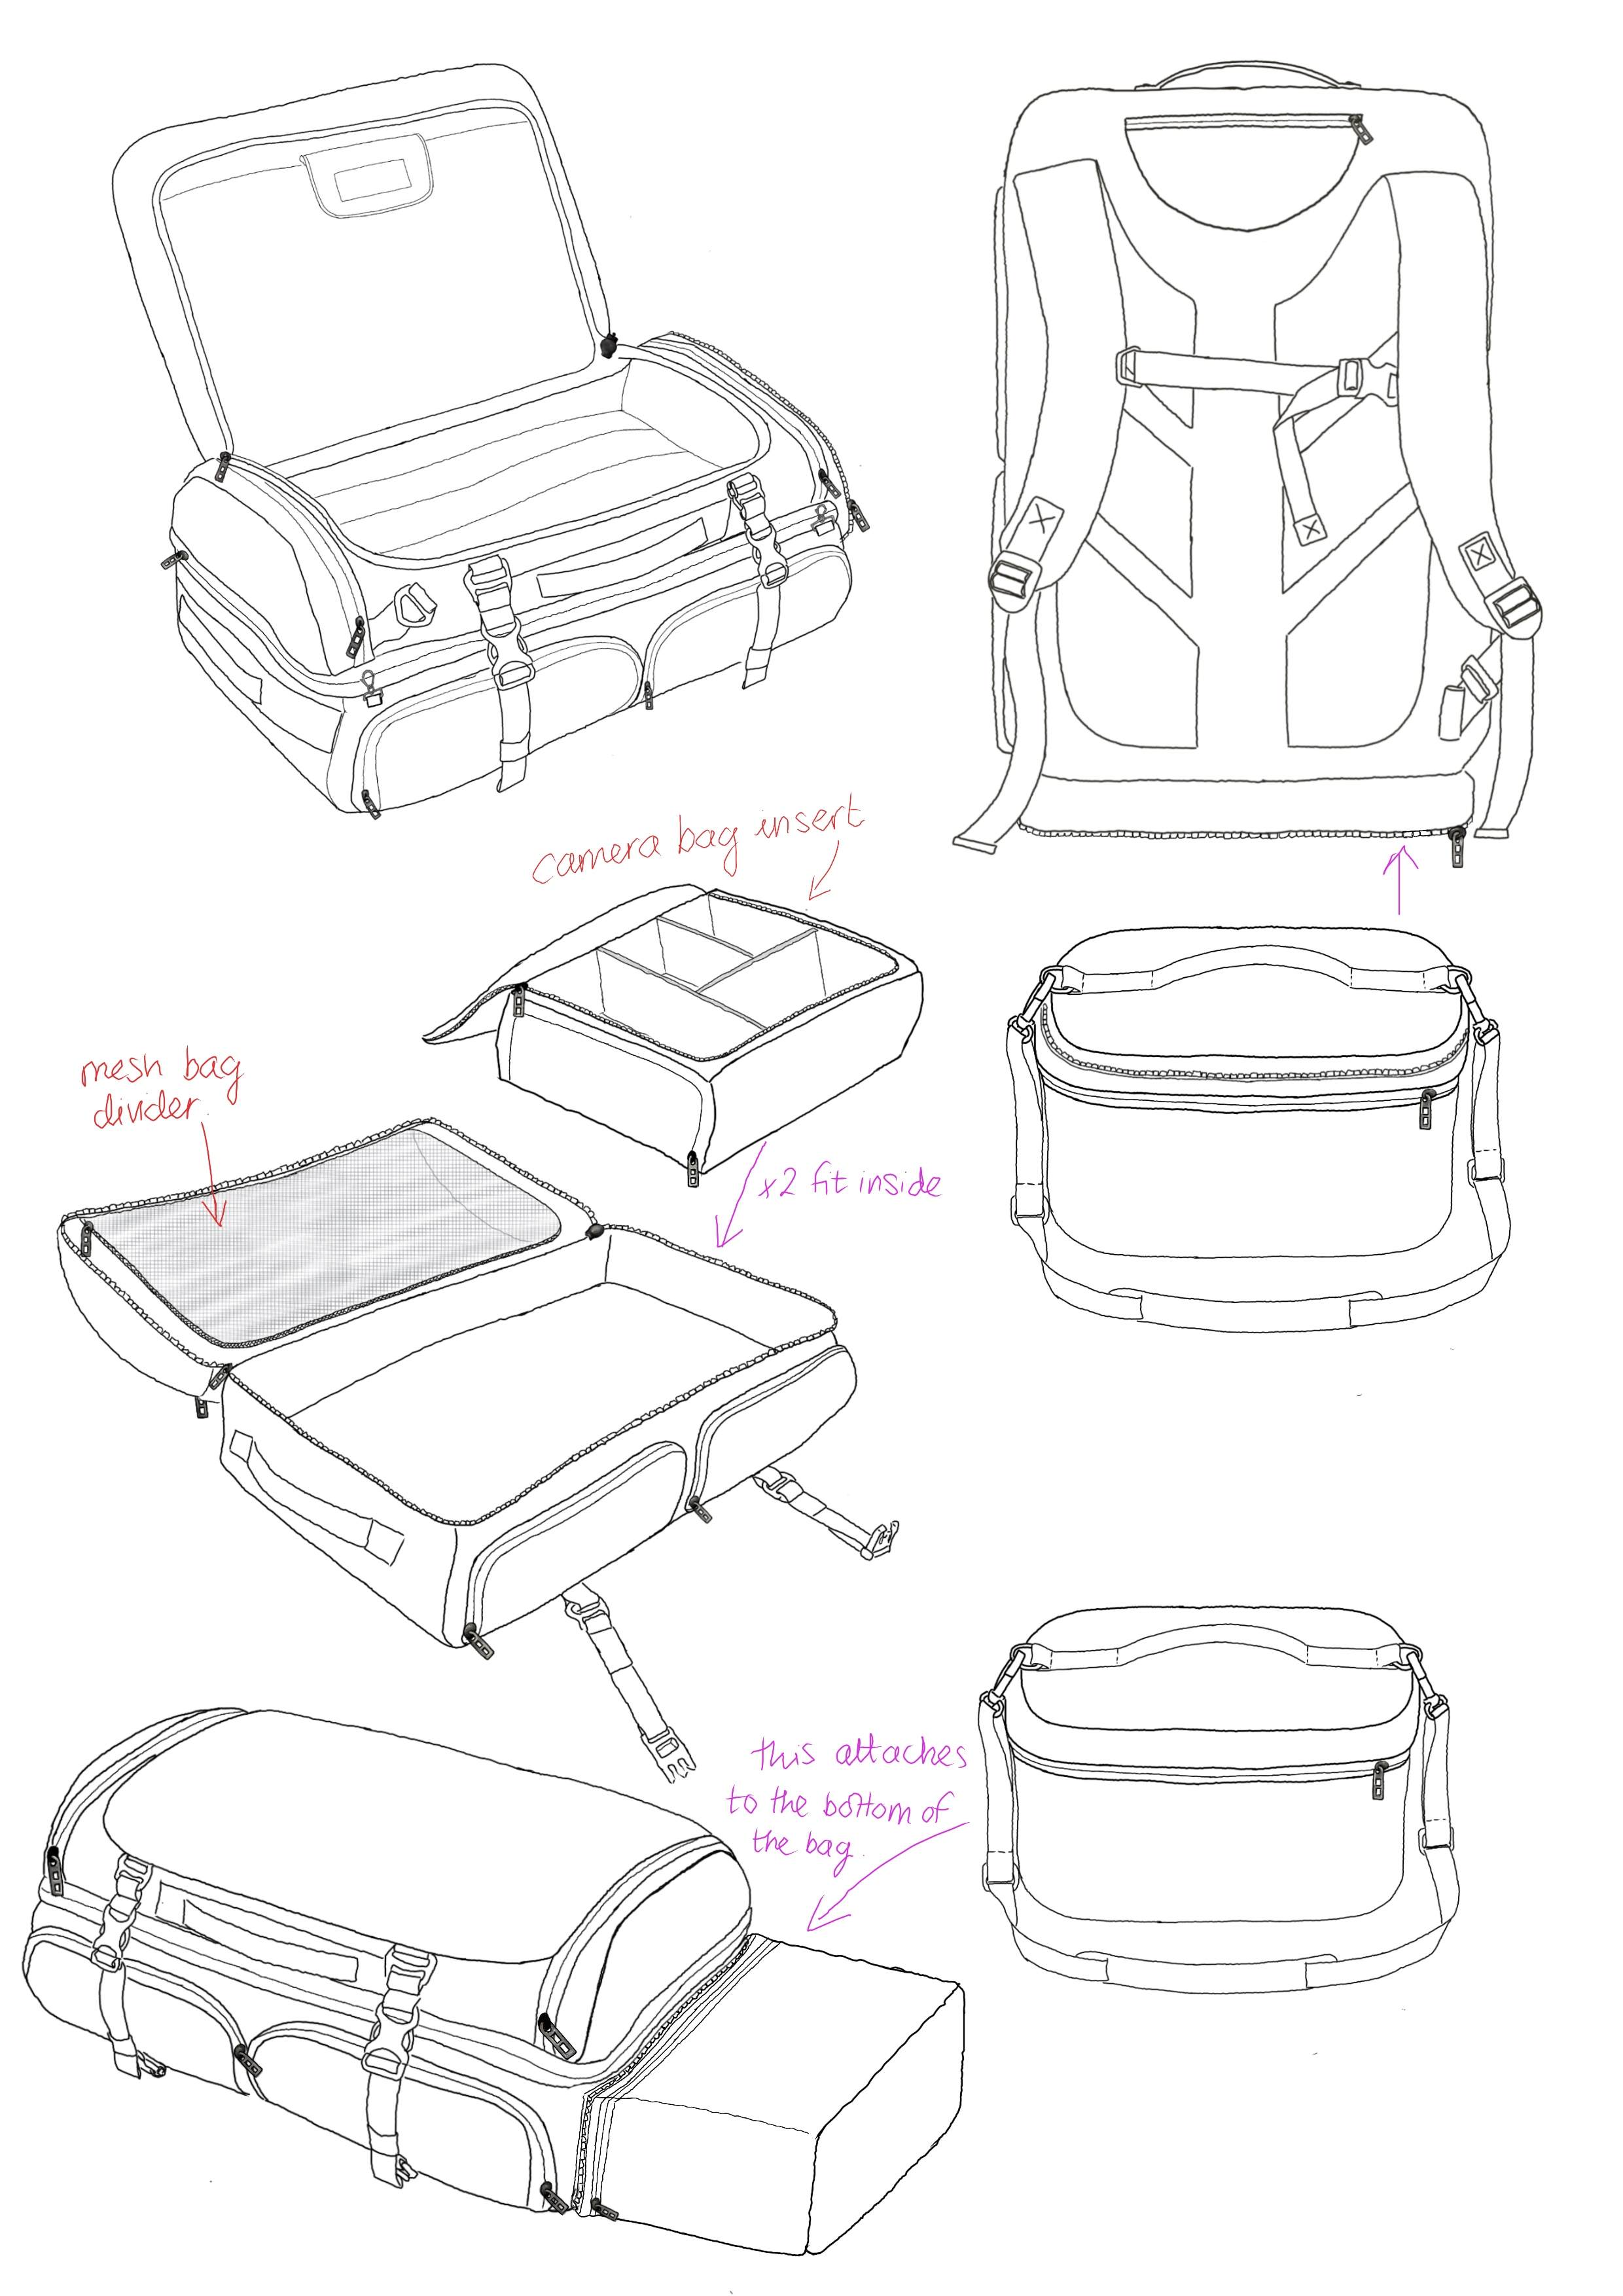 camera bag insert
mesh bag
divider.
x2 fit inside
this attaches
to the bottom of
the bag.